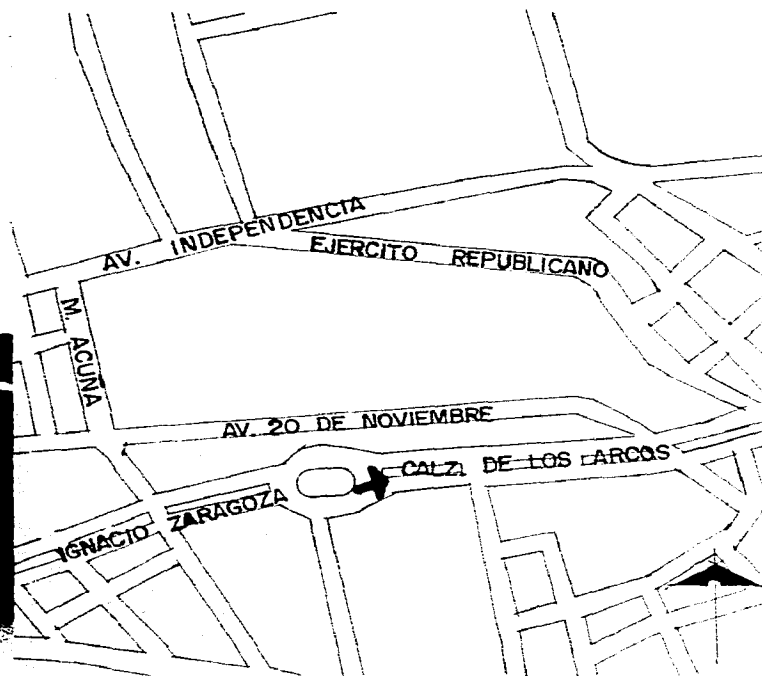 AV. INDEPENDENCIA
EJERCITO REPUBLICANO
M. ACUÑA
AV. 20 DE NOVIEMBRE
CALZ. DE LOS ARCOS
IGNACIO ZARAGOZA